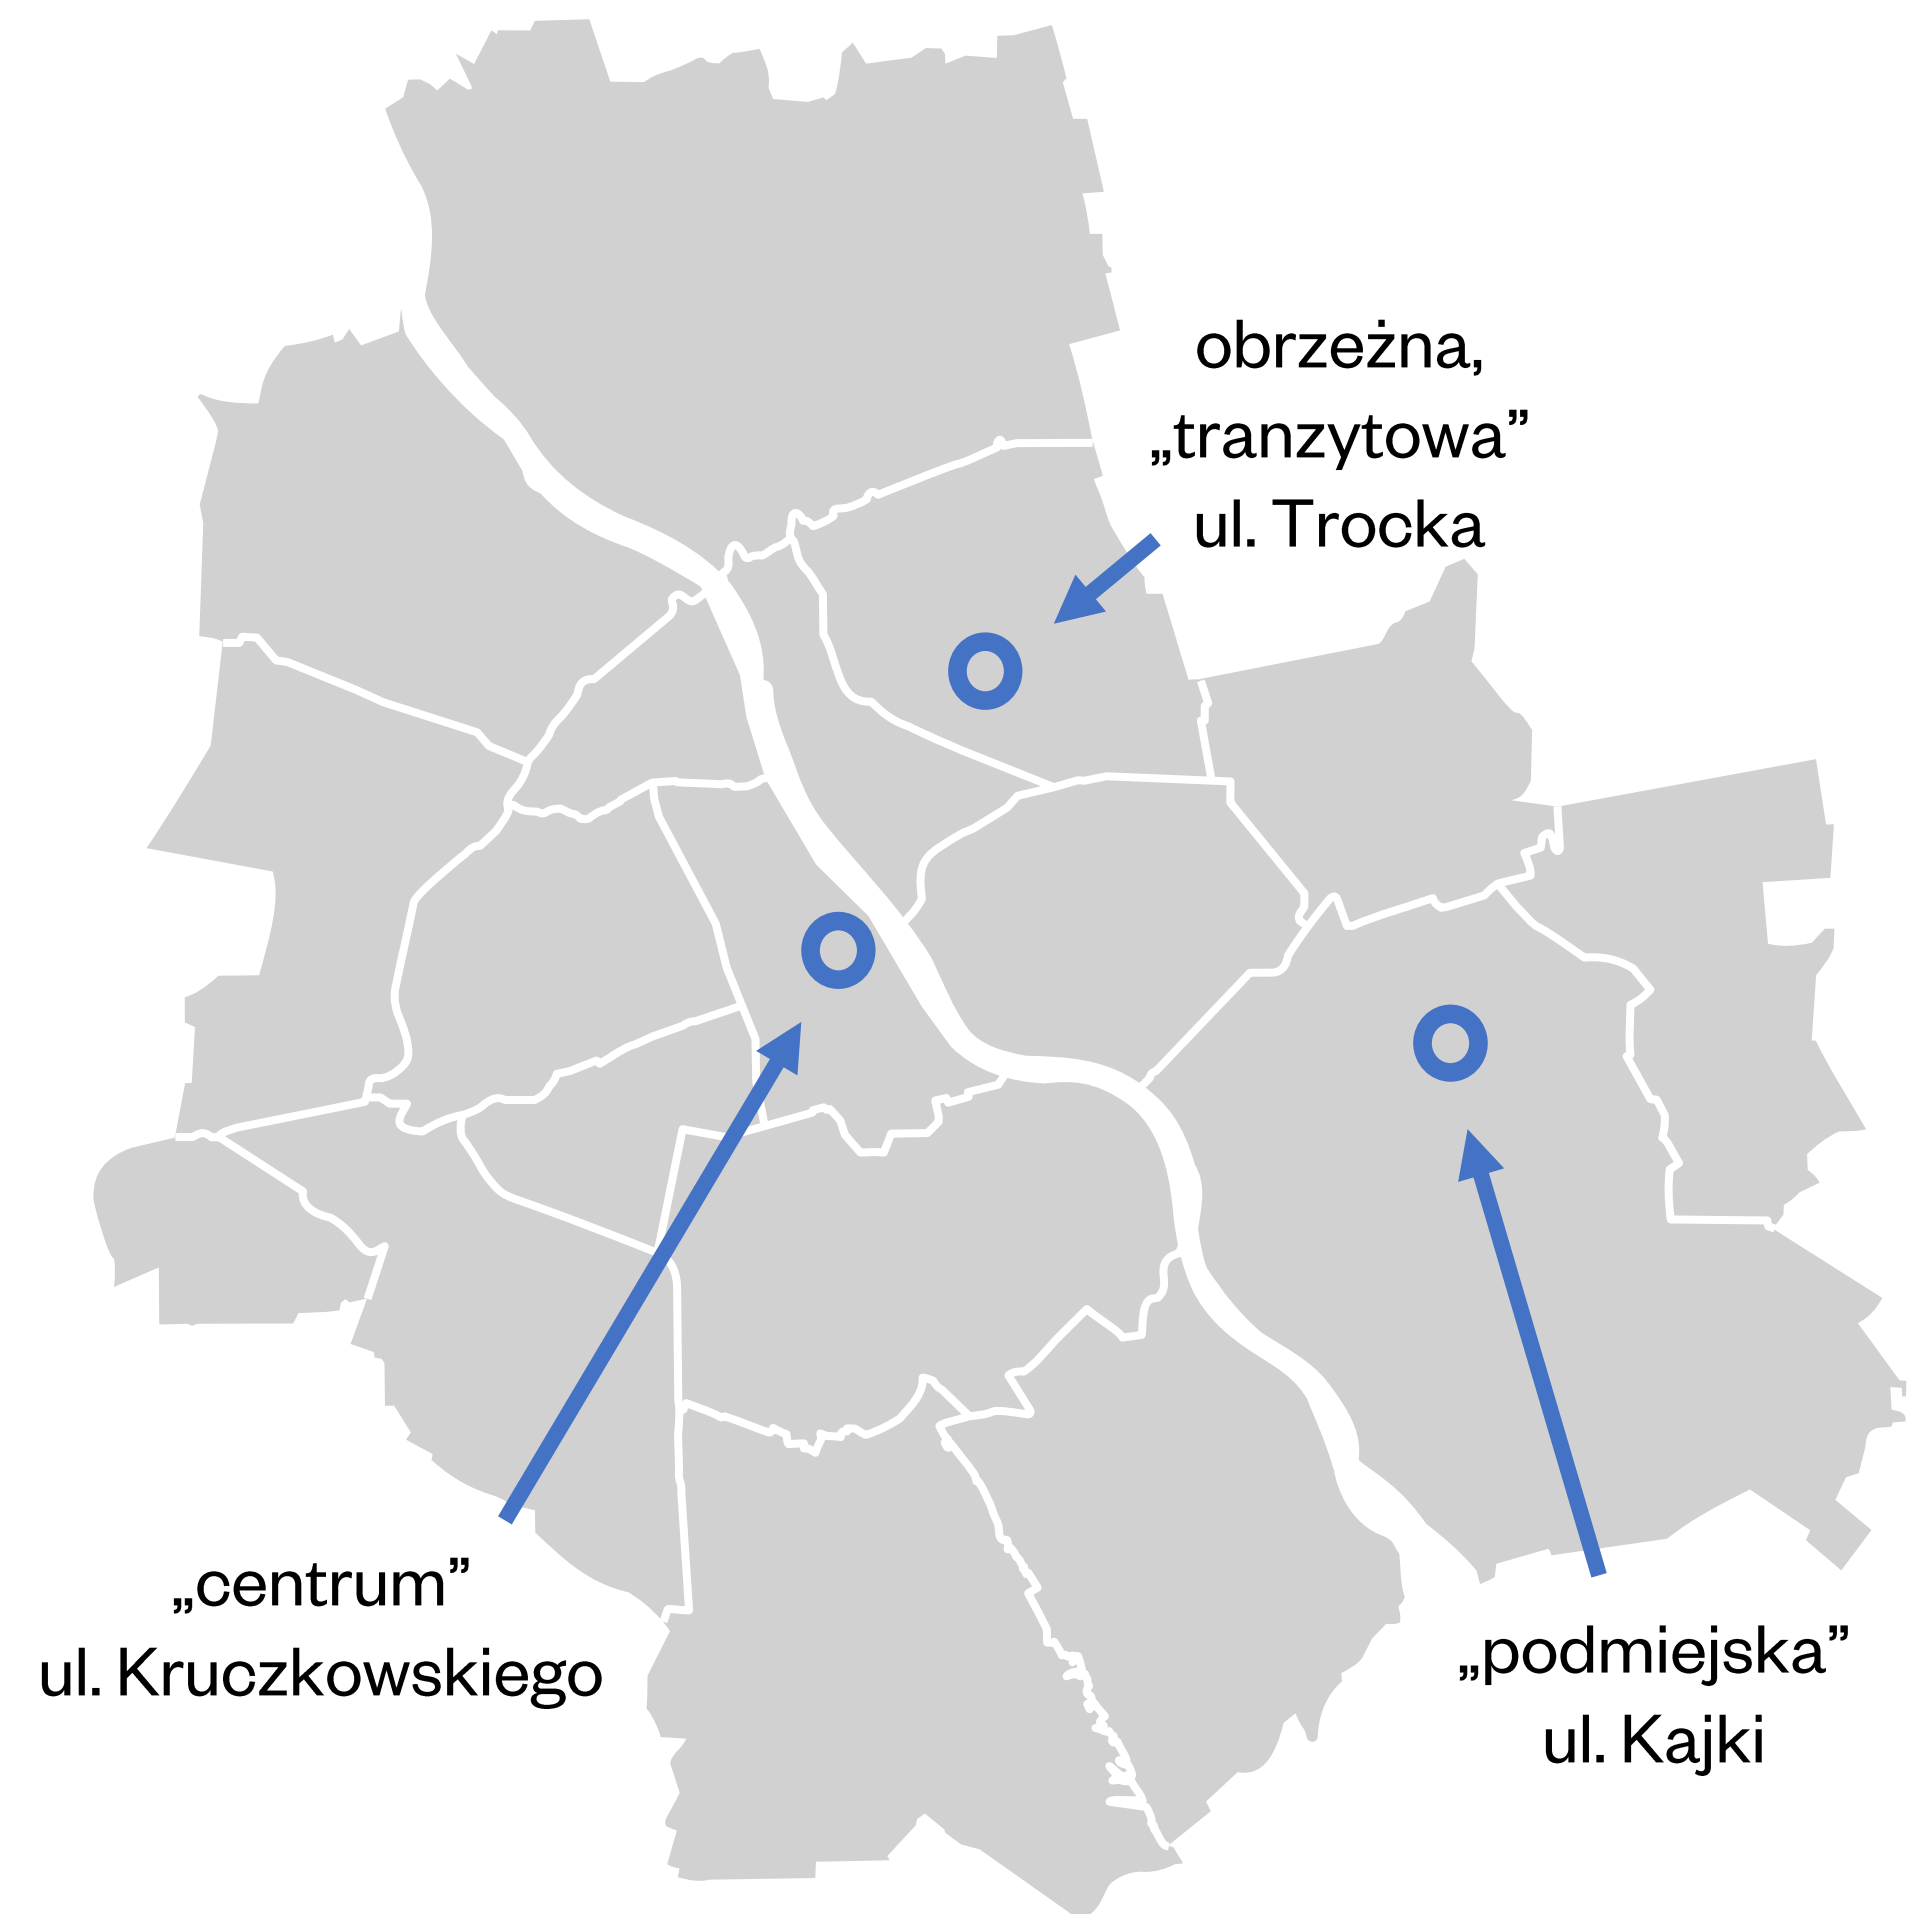 obrzeżna,
„tranzytowa”
ul. Trocka
„centrum”
ul. Kruczkowskiego
„podmiejska”
ul. Kajki